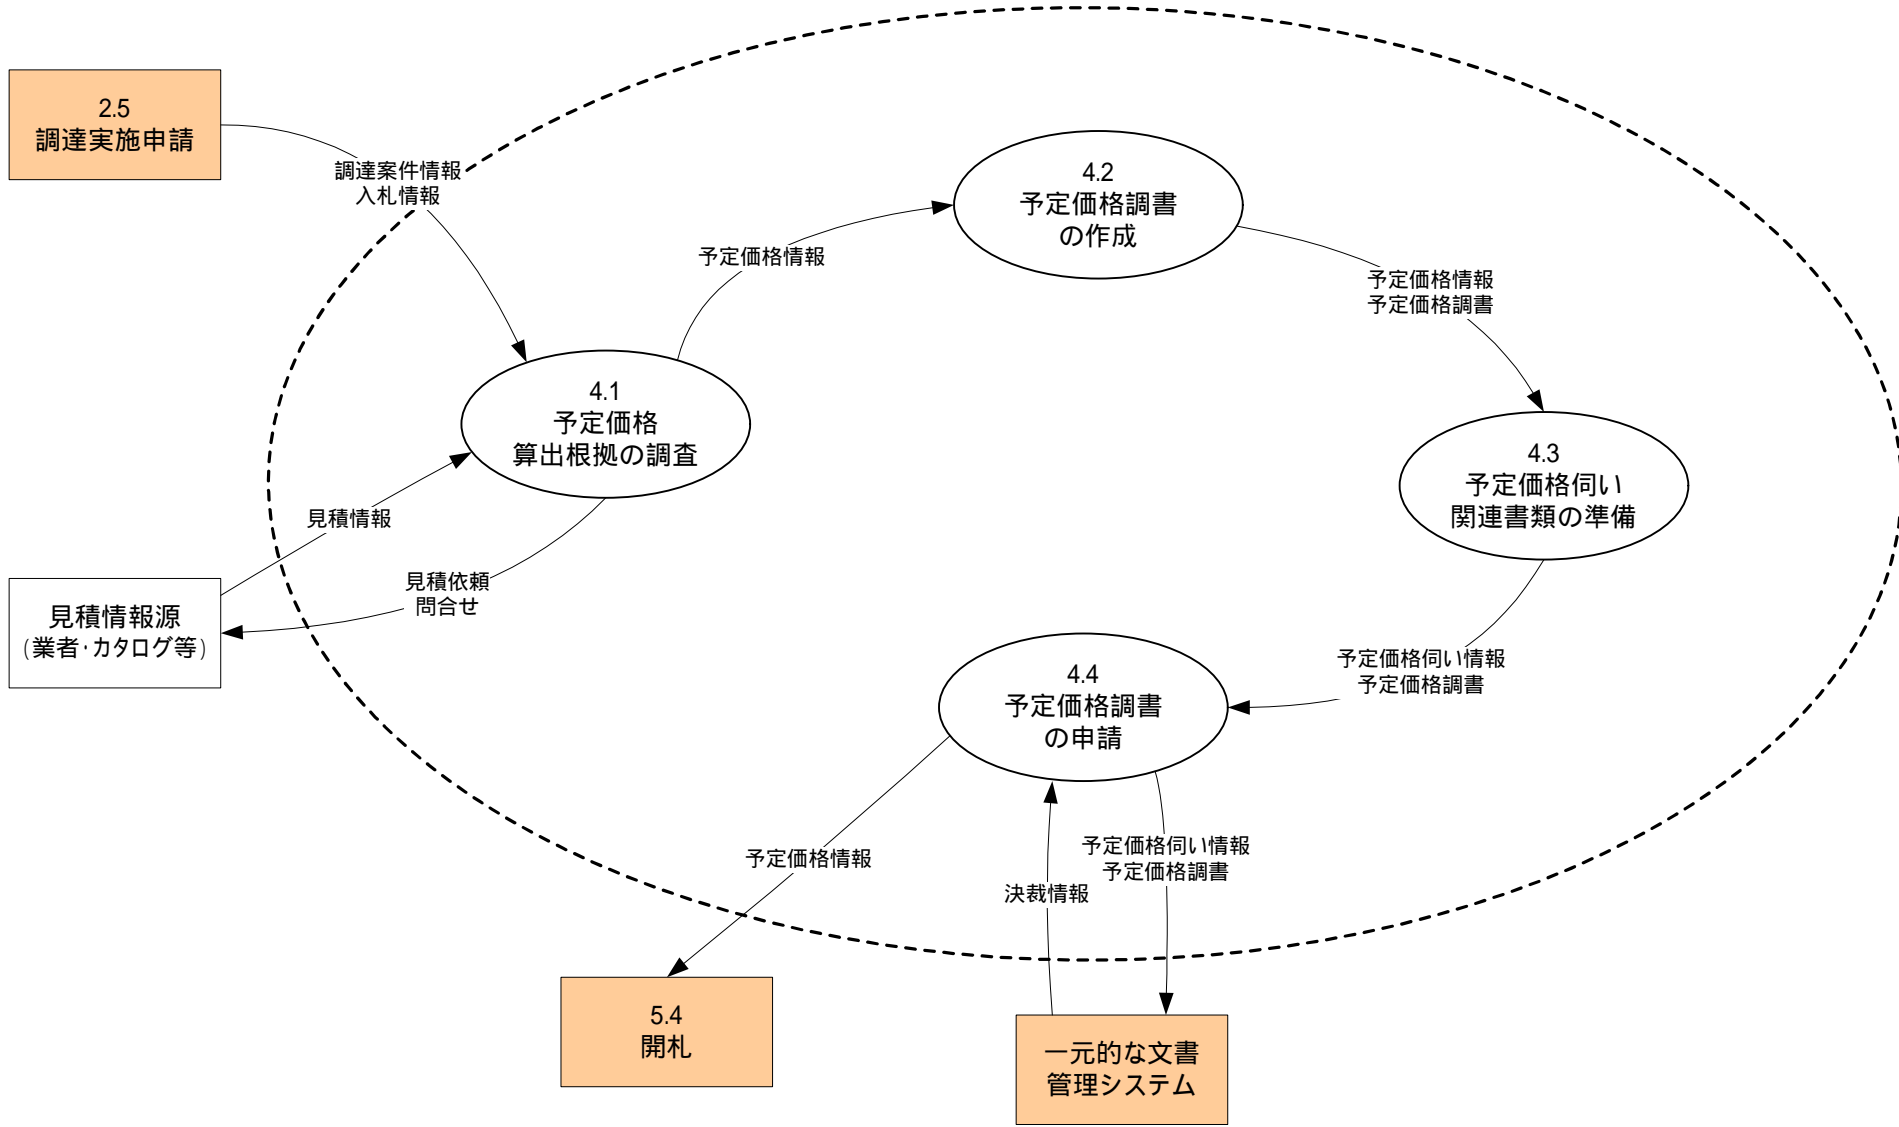 2.5
調達実施申請
調達案件情報
入札情報
4.2
予定価格調書
の作成
予定価格情報
予定価格情報
予定価格調書
4.1
予定価格
算出根拠の調査
4.3
予定価格伺い
関連書類の準備
見積情報
見積依頼
問合せ
見積情報源
(業者・カタログ等)
予定価格伺い情報
予定価格調書
4.4
予定価格調書
の申請
予定価格情報
予定価格伺い情報
予定価格調書
決裁情報
5.4
開札
一元的な文書
管理システム